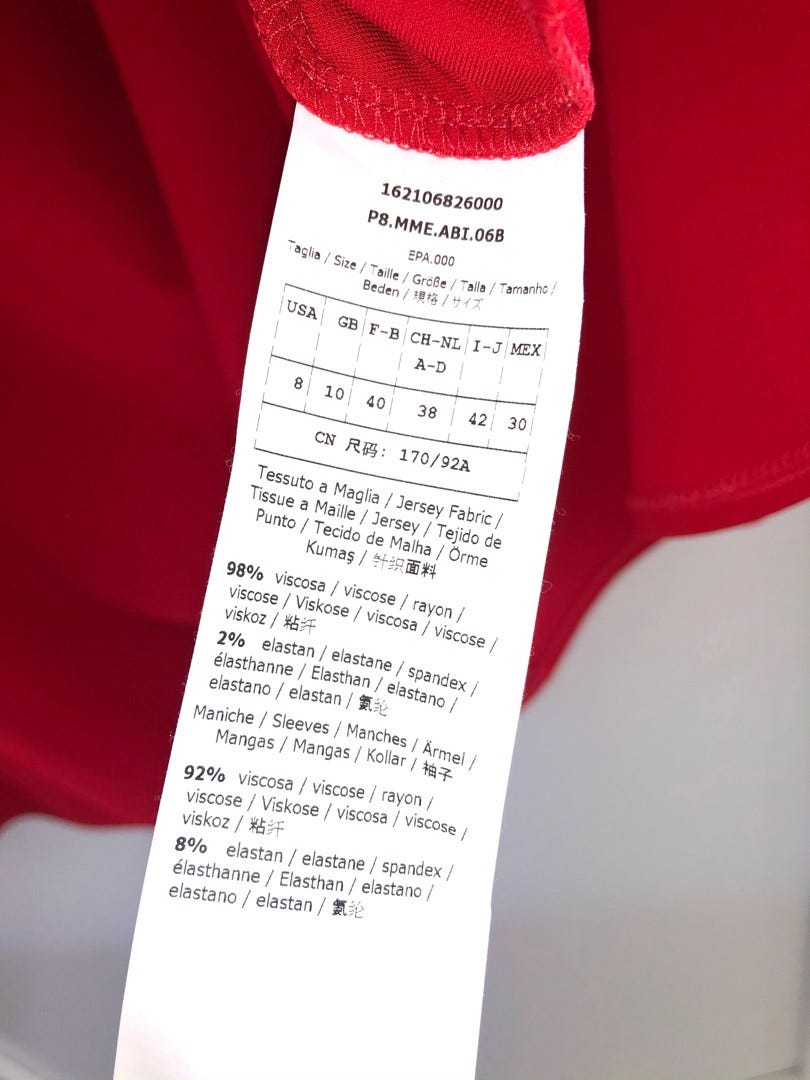 162106826000
P8.MME.ABI.06B
EPA.000
Taglia / Size / Taille / Größe / Talla / Tamanho /
Beden / 規格 / サイズ
USA GB F-B CH-NL I-J MEX
A-D
8 10 40 38 42 30
CN 尺码: 170/92A
Tessuto a Maglia / Jersey Fabric /
Tissue a Maille / Jersey / Tejido de
Punto / Tecido de Malha / Örme
Kumaş / 针织面料
98% viscosa / viscose / rayon /
viscose / Viskose / viscosa / viscose /
viskoz / 粘纤
2% elastan / elastane / spandex /
élasthanne / Elasthan / elastano /
elastano / elastan / 氨纶
Maniche / Sleeves / Manches / Ärmel /
Mangas / Mangas / Kollar / 袖子
92% viscosa / viscose / rayon /
viscose / Viskose / viscosa / viscose /
viskoz / 粘纤
8% elastan / elastane / spandex /
élasthanne / Elasthan / elastano /
elastano / elastan / 氨纶